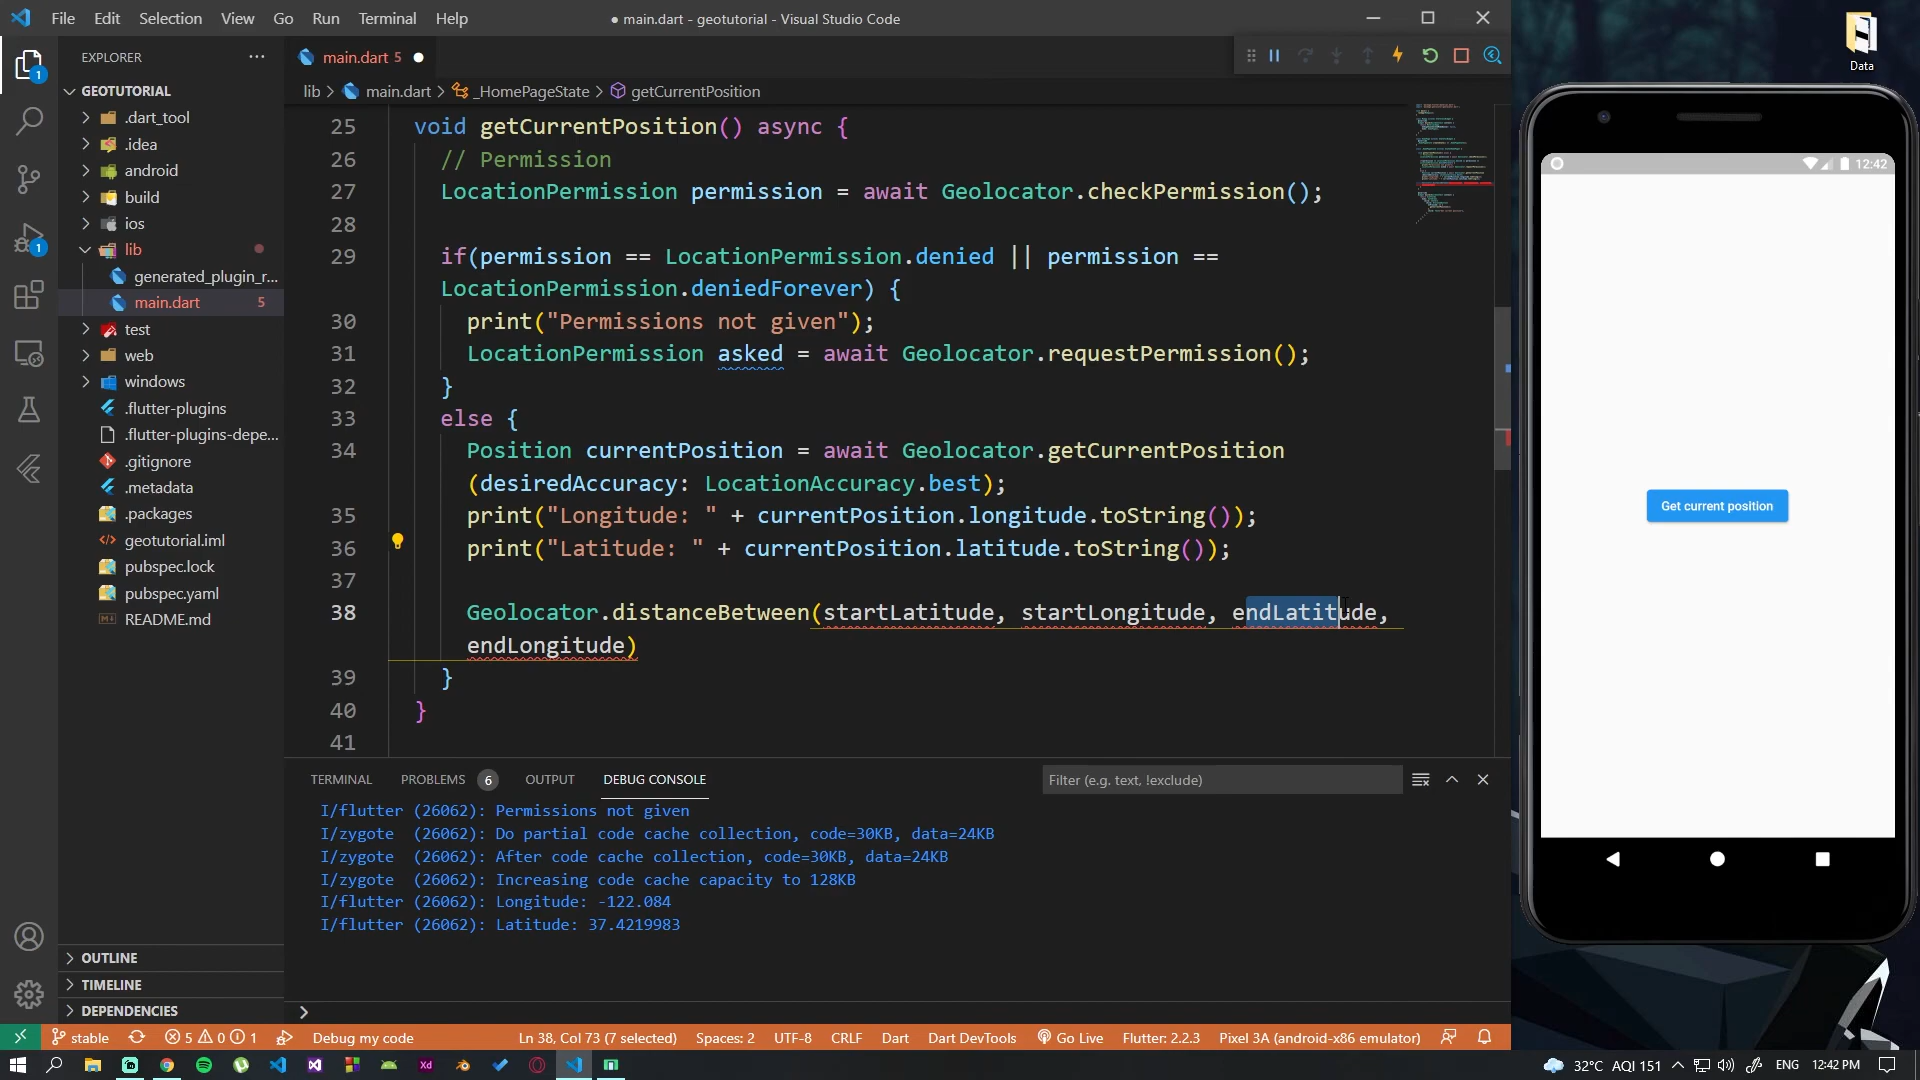 File Edit Selection View Go Run Terminal Help
● main.dart - geotutorial - Visual Studio Code
Data
EXPLORER
main.dart 5
GEOTUTORIAL
lib > main.dart > _HomePageState > getCurrentPosition
.dart_tool
.idea
android
build
ios
lib
generated_plugin_r...
main.dart 5
test
web
windows
.flutter-plugins
.flutter-plugins-depe...
.gitignore
.metadata
.packages
geotutorial.iml
pubspec.lock
pubspec.yaml
README.md
OUTLINE
TIMELINE
DEPENDENCIES
25 void getCurrentPosition() async {
26 // Permission
27 LocationPermission permission = await Geolocator.checkPermission();
28
29 if(permission == LocationPermission.denied || permission ==
LocationPermission.deniedForever) {
30 print("Permissions not given");
31 LocationPermission asked = await Geolocator.requestPermission();
32 }
33 else {
34 Position currentPosition = await Geolocator.getCurrentPosition
(desiredAccuracy: LocationAccuracy.best);
35 print("Longitude: " + currentPosition.longitude.toString());
36 print("Latitude: " + currentPosition.latitude.toString());
37
38 Geolocator.distanceBetween(startLatitude, startLongitude, endLatitude,
endLongitude)
39 }
40 }
41
TERMINAL PROBLEMS 6 OUTPUT DEBUG CONSOLE
Filter (e.g. text, !exclude)
I/flutter (26062): Permissions not given
I/zygote (26062): Do partial code cache collection, code=30KB, data=24KB
I/zygote (26062): After code cache collection, code=30KB, data=24KB
I/zygote (26062): Increasing code cache capacity to 128KB
I/flutter (26062): Longitude: -122.084
I/flutter (26062): Latitude: 37.4219983
1
1
12:42
Get current position
stable 5 0 1 Debug my code Ln 38, Col 73 (7 selected) Spaces: 2 UTF-8 CRLF Dart Dart DevTools Go Live Flutter: 2.2.3 Pixel 3A (android-x86 emulator)
Xd 32°C AQI 151 ENG 12:42 PM